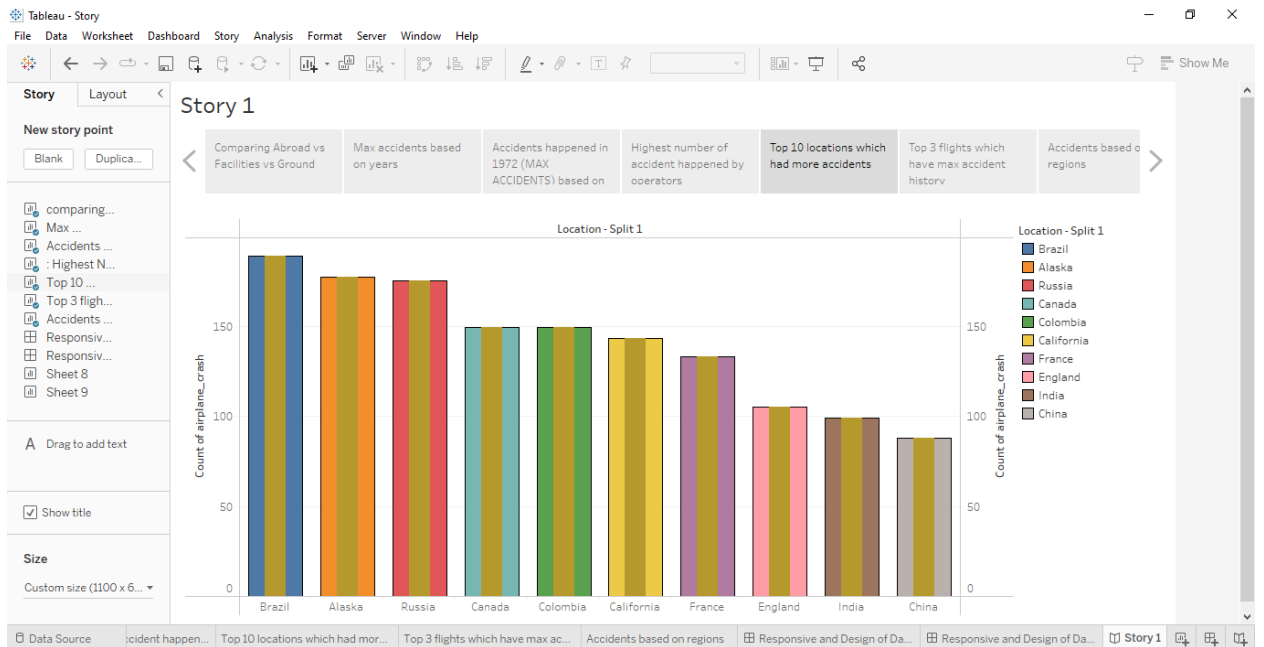 Tableau - Story
File Data Worksheet Dashboard Story Analysis Format Server Window Help
Show Me
Story Layout
New story point
Blank Duplica...
comparing...
Max ...
Accidents ...
: Highest N...
Top 10 ...
Top 3 fligh...
Accidents ...
Responsiv...
Responsiv...
Sheet 8
Sheet 9
A Drag to add text
Show title
Size
Custom size (1100 x 6...
Story 1
Comparing Abroad vs
Facilities vs Ground
Max accidents based
on years
Accidents happened in
1972 (MAX
ACCIDENTS) based on
Highest number of
accident happened by
operators
Top 10 locations which
had more accidents
Top 3 flights which
have max accident
history
Accidents based o
regions
Location - Split 1
Count of airplane_crash
150
100
50
0
Brazil Alaska Russia Canada Colombia California France England India China
150
100
50
0
Count of airplane_crash
Location - Split 1
Brazil
Alaska
Russia
Canada
Colombia
California
France
England
India
China
Data Source ccident happen... Top 10 locations which had mor... Top 3 flights which have max ac... Accidents based on regions Responsive and Design of Da... Responsive and Design of Da... Story 1